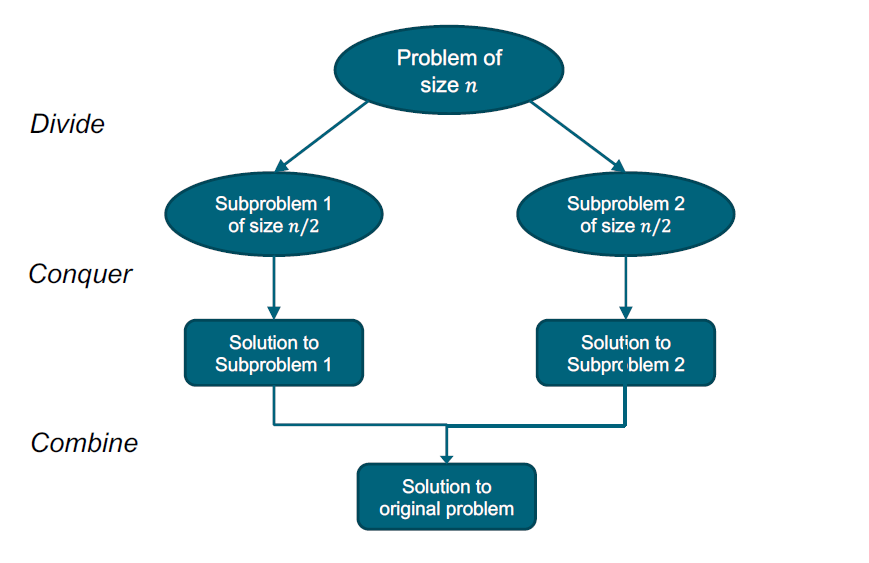 Problem of
size n
Divide
Subproblem 1
of size n/2
Subproblem 2
of size n/2
Conquer
Solution to
Subproblem 1
Solution to
Subproblem 2
Combine
Solution to
original problem